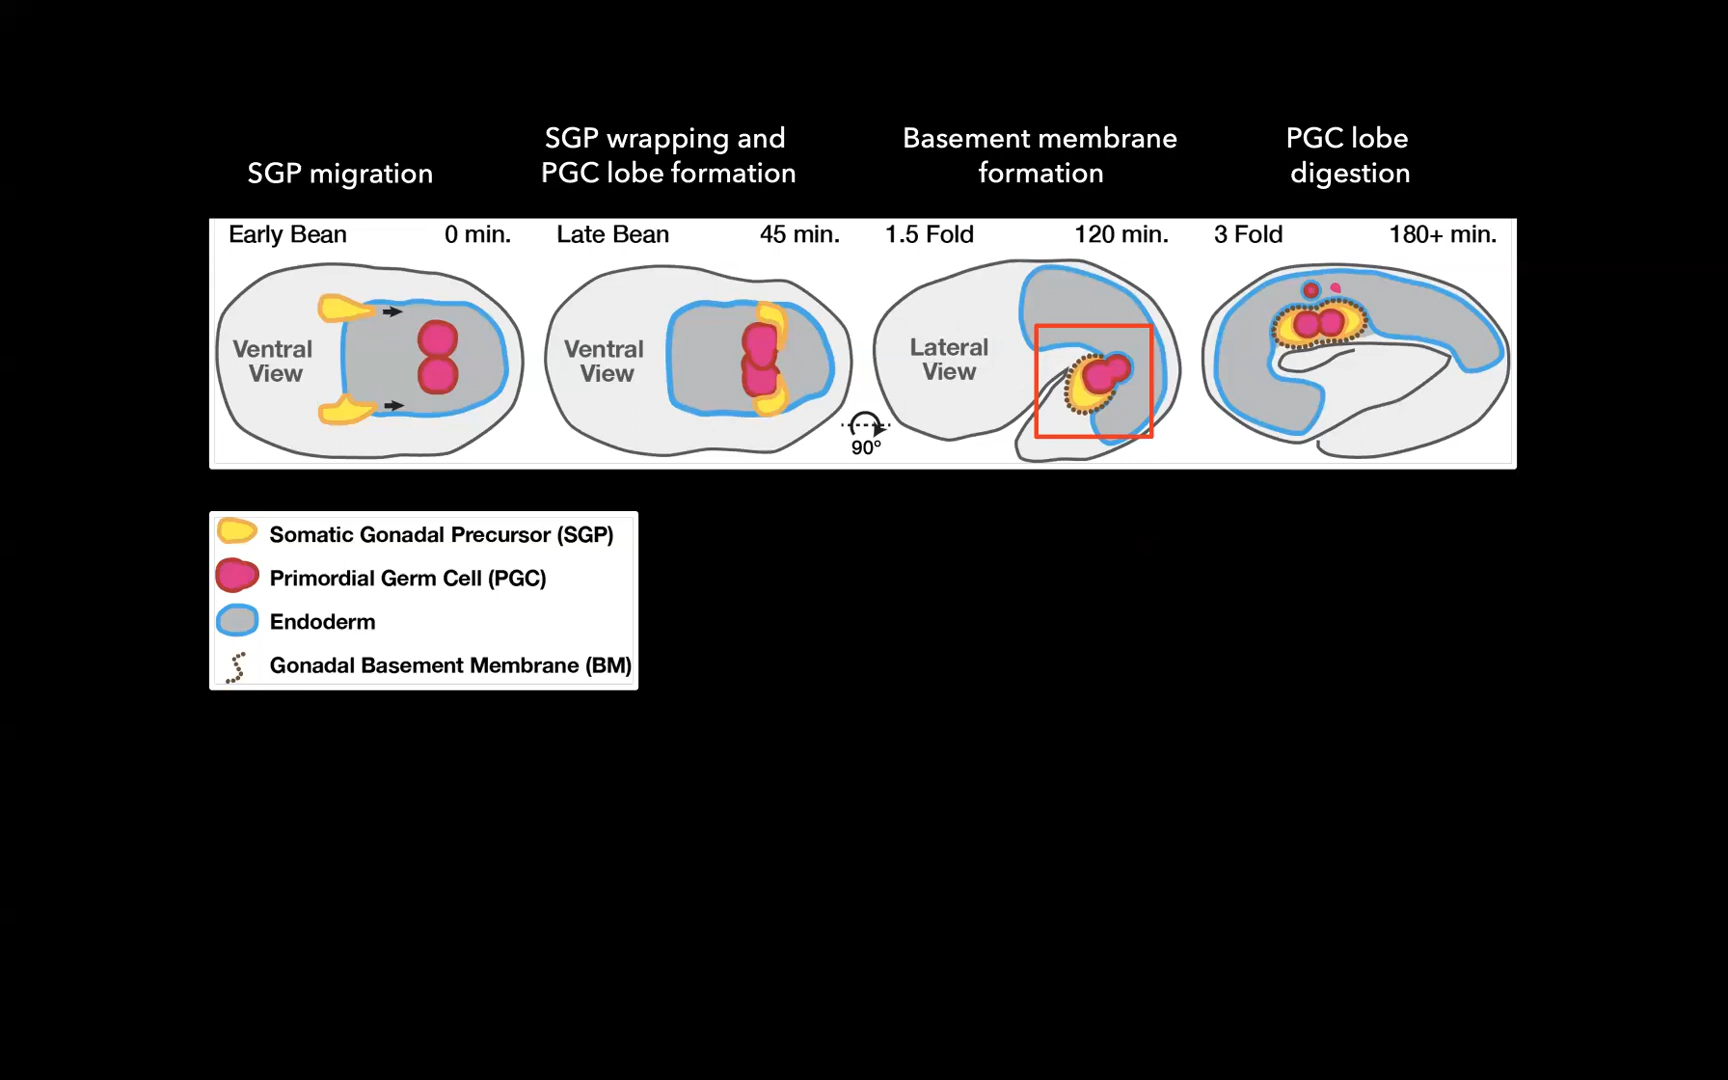 SGP migration
SGP wrapping and
PGC lobe formation
Basement membrane
formation
PGC lobe
digestion
Early Bean 0 min.
Late Bean 45 min.
1.5 Fold 120 min.
3 Fold 180+ min.
Ventral
View
Ventral
View
Lateral
View
90°
Somatic Gonadal Precursor (SGP)
Primordial Germ Cell (PGC)
Endoderm
Gonadal Basement Membrane (BM)